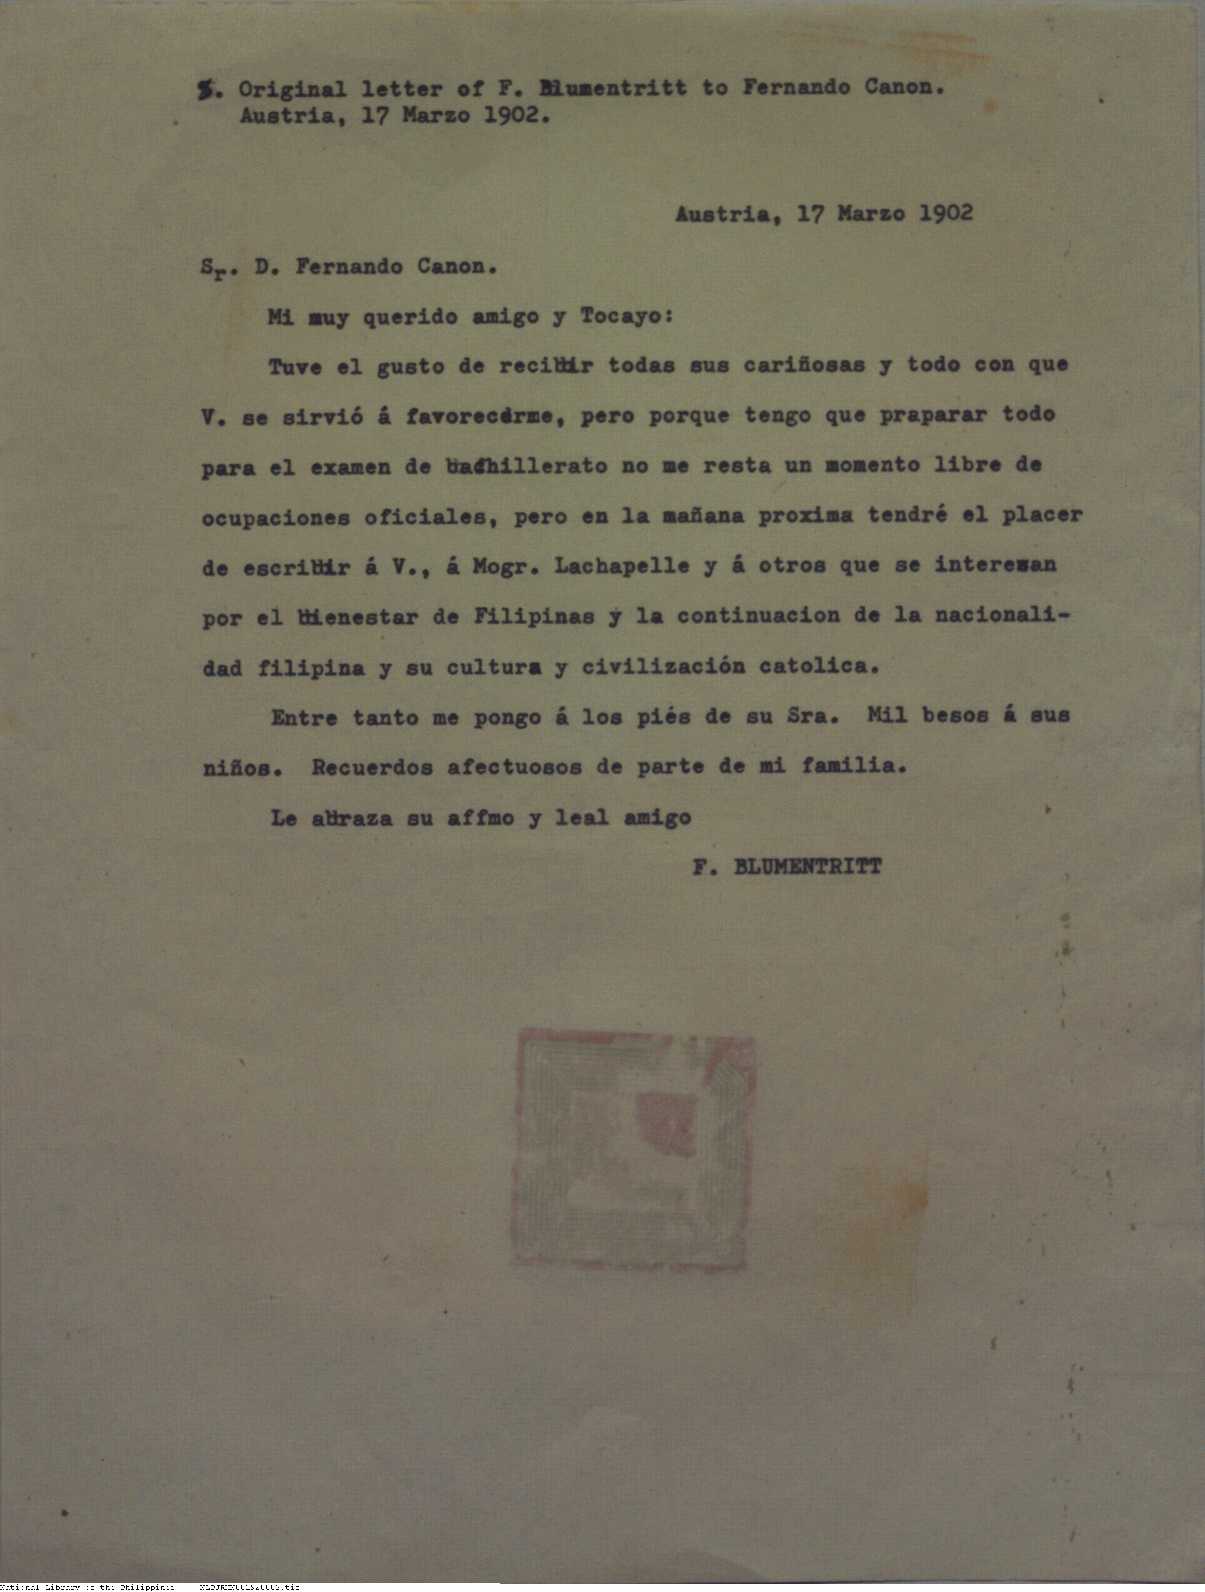 5. Original letter of F. Blumentritt to Fernando Canon.
Austria, 17 Marzo 1902.
Austria, 17 Marzo 1902
Sr. D. Fernando Canon.
Mi muy querido amigo y Tocayo:
Tuve el gusto de recibir todas sus cariñosas y todo con que
V. se sirvió á favorecerme, pero porque tengo que praparar todo
para el examen de bachillerato no me resta un momento libre de
ocupaciones oficiales, pero en la mañana proxima tendré el placer
de escribir á V., á Mogr. Lachapelle y á otros que se interesan
por el bienestar de Filipinas y la continuacion de la nacionali-
dad filipina y su cultura y civilización catolica.
Entre tanto me pongo á los piés de su Sra. Mil besos á sus
niños. Recuerdos afectuosos de parte de mi familia.
Le abraza su affmo y leal amigo
F. BLUMENTRITT
National Library of the Philippines